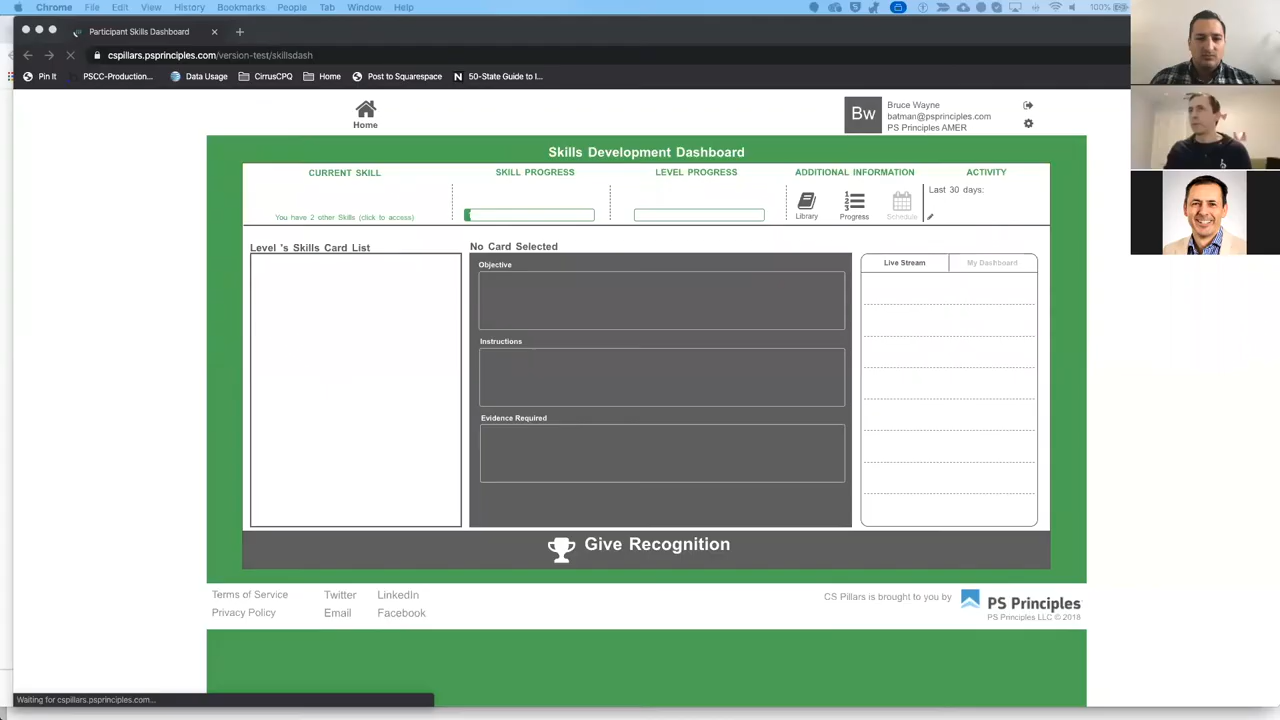 Chrome File Edit View History Bookmarks People Tab Window Help 100%
Participant Skills Dashboard
cspillars.psprinciples.com/version-test/skillsdash
Pin It PSCC-Production... Data Usage CirrusCPQ Home Post to Squarespace 50-State Guide to I...
Home
Bw
Bruce Wayne
batman@psprinciples.com
PS Principles AMER
Skills Development Dashboard
CURRENT SKILL SKILL PROGRESS LEVEL PROGRESS ADDITIONAL INFORMATION ACTIVITY
Last 30 days:
You have 2 other Skills (click to access)
Library Progress Schedule
Level 's Skills Card List
No Card Selected
Objective
Instructions
Evidence Required
Live Stream My Dashboard
Give Recognition
Terms of Service Twitter LinkedIn
Privacy Policy Email Facebook
CS Pillars is brought to you by PS Principles
PS Principles LLC © 2018
Waiting for cspillars.psprinciples.com...